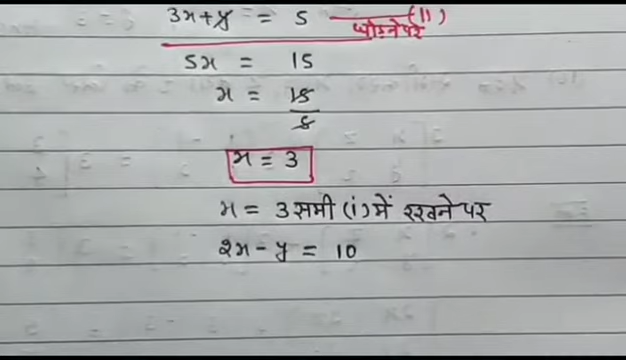 3x+y = 5 (ii)
जोड़ने पर
5x = 15
x = 15/5
x = 3
x = 3 समी (i) में रखने पर
2x - y = 10